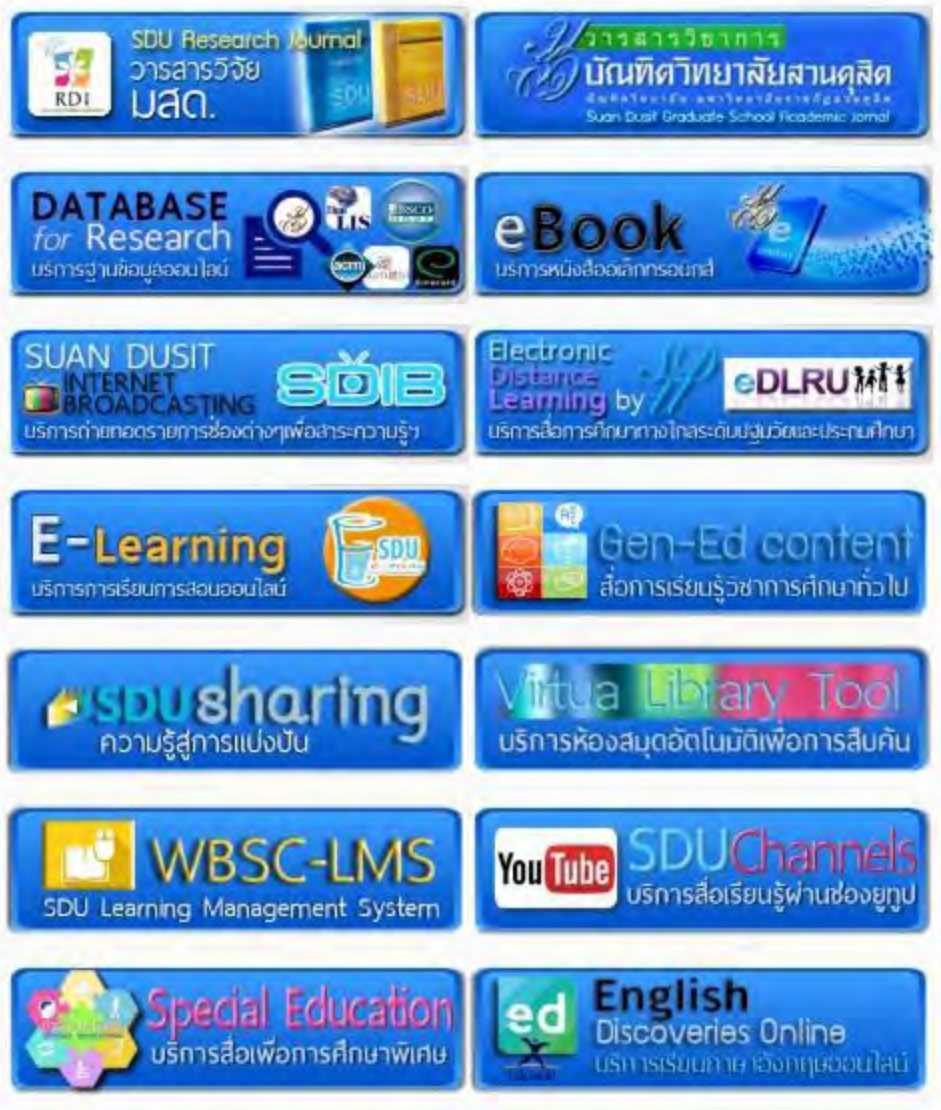 SDU Research Journal
วารสารวิจัย
มสด.
RDI
SDU
SDU
วารสารวิชาการ
บัณฑิตวิทยาลัยสวนดุสิต
Suan Dusit Graduate School Academic Jornal
DATABASE
for Research
บริการฐานข้อมูลออนไลน์
LIS
EBSCO
HOST
acm
emerald
eBook
บริการหนังสืออเล็กทรอนิกส์
SUAN DUSIT
INTERNET
BROADCASTING
SDIB
บริการถ่ายทอดรายการช่องต่างๆเพื่อสาระความรู้ฯ
Electronic
Distance
Learning by
eDLRU
บริการสื่อการศึกษาทางไกลระดับปฐมวัยและประถมศึกษา
E-Learning
SDU
บริการการเรียนการสอนออนไลน์
Gen-Ed content
สื่อการเรียนรู้วิชาการศึกษาทั่วไป
SDU sharing
ความรู้สู่การแบ่งปัน
Virtua Library Tool
บริการห้องสมุดอัตโนมัติเพื่อการสืบค้น
WBSC-LMS
SDU Learning Management System
YouTube
SDU Channels
บริการสื่อเรียนรู้ผ่านช่องยูทูป
Special Education
บริการสื่อเพื่อการศึกษาพิเศษ
ed
English
Discoveries Online
บริการเรียนภาษาอังกฤษออนไลน์